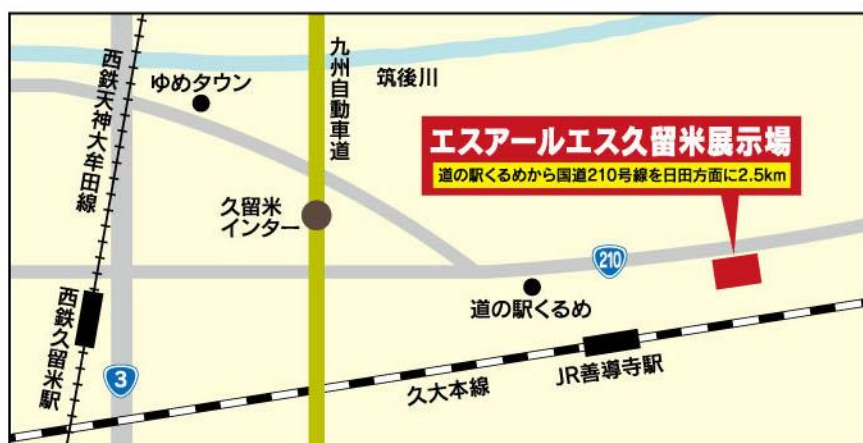 西鉄天神大牟田線
ゆめタウン
九州自動車道
筑後川
エスアールエス久留米展示場
道の駅くるめから国道210号線を日田方面に2.5km
久留米
インター
210
道の駅くるめ
西鉄久留米駅
3
久大本線
JR善導寺駅